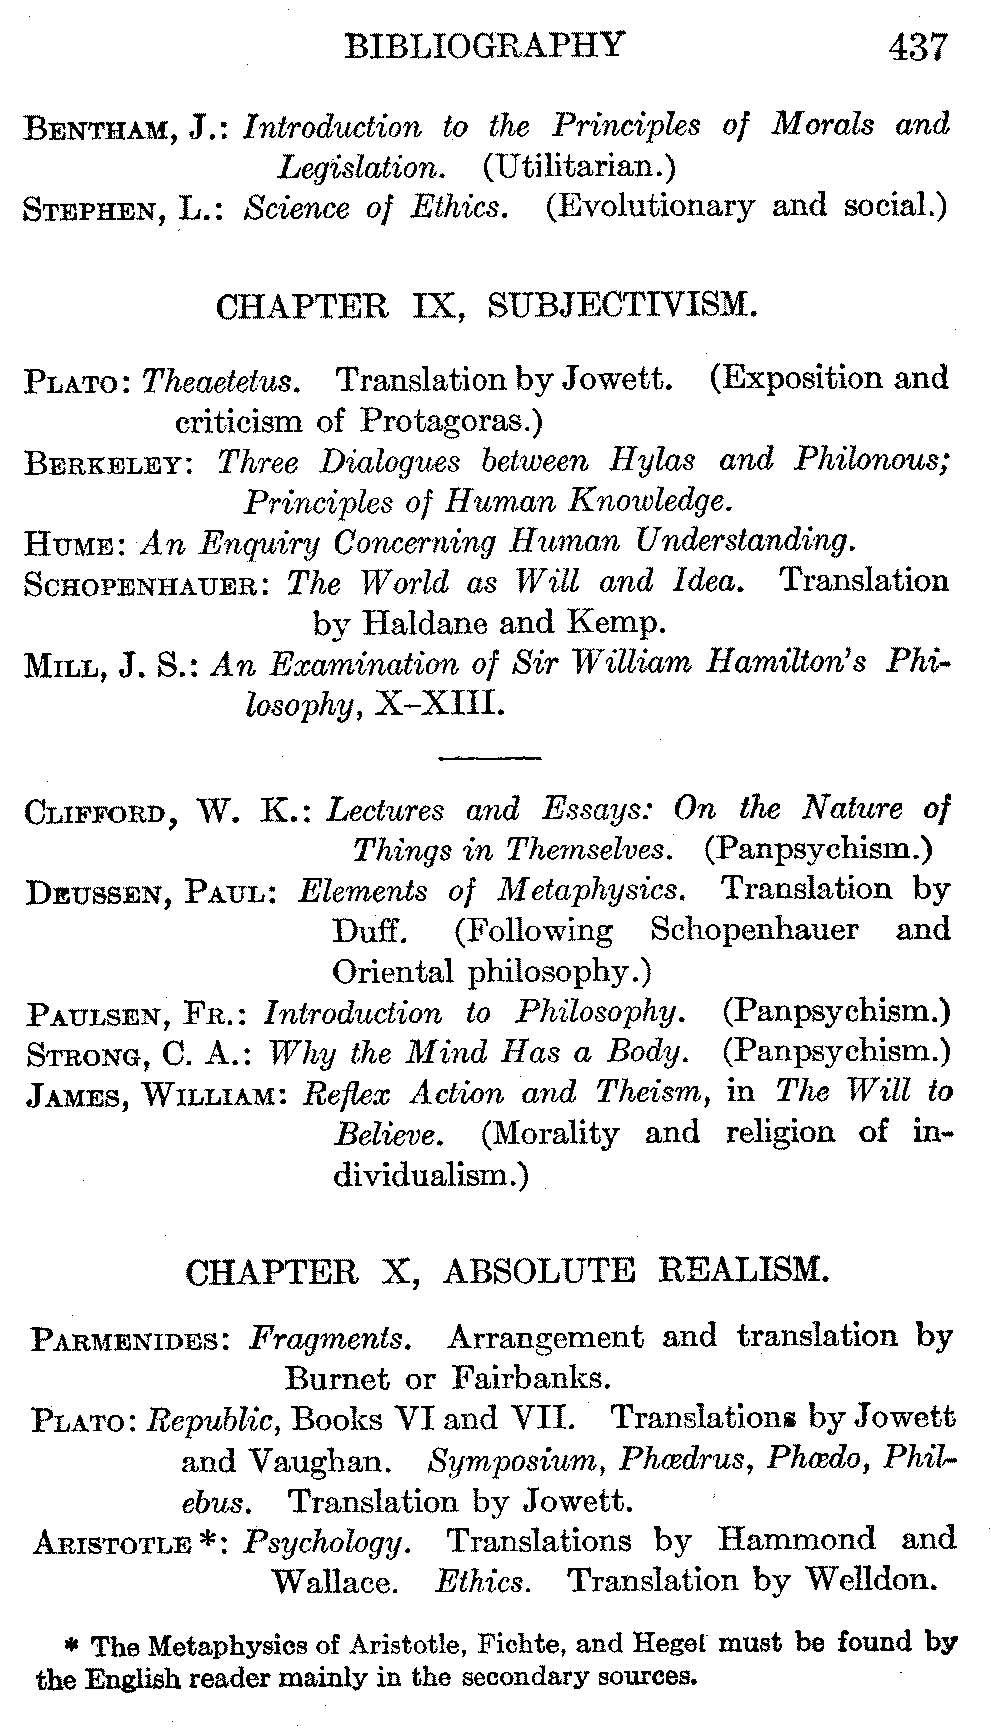 BIBLIOGRAPHY 437
BENTHAM, J.: Introduction to the Principles of Morals and
Legislation. (Utilitarian.)
STEPHEN, L.: Science of Ethics. (Evolutionary and social.)
CHAPTER IX, SUBJECTIVISM.
PLATO: Theaetetus. Translation by Jowett. (Exposition and
criticism of Protagoras.)
BERKELEY: Three Dialogues between Hylas and Philonous;
Principles of Human Knowledge.
HUME: An Enquiry Concerning Human Understanding.
SCHOPENHAUER: The World as Will and Idea. Translation
by Haldane and Kemp.
MILL, J. S.: An Examination of Sir William Hamilton's Phi-
losophy, X–XIII.
CLIFFORD, W. K.: Lectures and Essays: On the Nature of
Things in Themselves. (Panpsychism.)
DEUSSEN, PAUL: Elements of Metaphysics. Translation by
Duff. (Following Schopenhauer and
Oriental philosophy.)
PAULSEN, FR.: Introduction to Philosophy. (Panpsychism.)
STRONG, C. A.: Why the Mind Has a Body. (Panpsychism.)
JAMES, WILLIAM: Reflex Action and Theism, in The Will to
Believe. (Morality and religion of in-
dividualism.)
CHAPTER X, ABSOLUTE REALISM.
PARMENIDES: Fragments. Arrangement and translation by
Burnet or Fairbanks.
PLATO: Republic, Books VI and VII. Translations by Jowett
and Vaughan. Symposium, Phœdrus, Phœdo, Phil-
ebus. Translation by Jowett.
ARISTOTLE*: Psychology. Translations by Hammond and
Wallace. Ethics. Translation by Welldon.
* The Metaphysics of Aristotle, Fichte, and Hegel must be found by
the English reader mainly in the secondary sources.